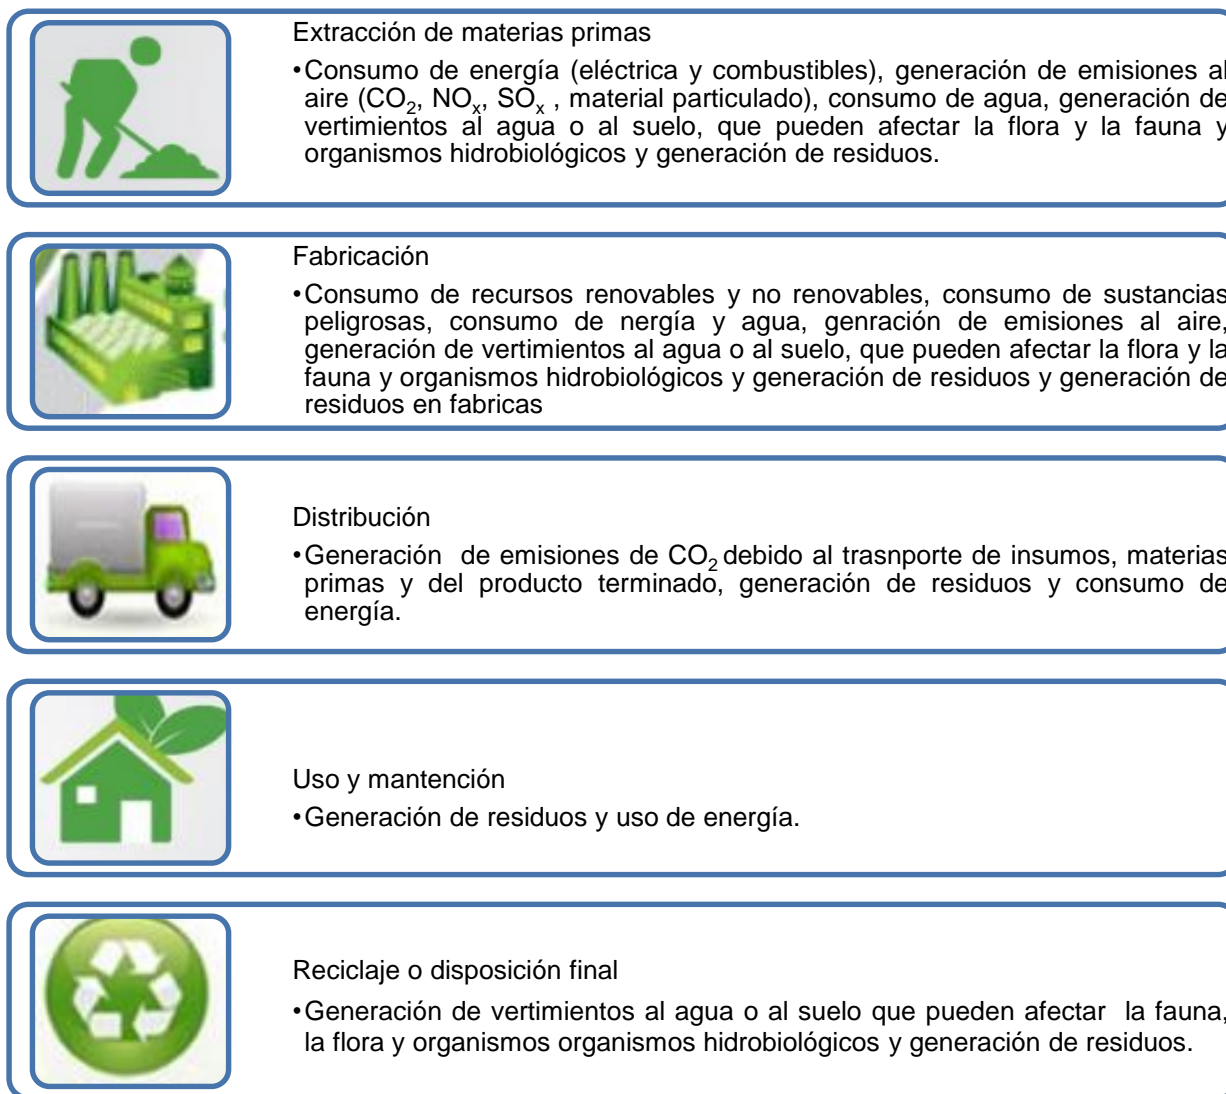 Extracción de materias primas
•Consumo de energía (eléctrica y combustibles), generación de emisiones al
aire (CO₂, NOₓ, SOₓ , material particulado), consumo de agua, generación de
vertimientos al agua o al suelo, que pueden afectar la flora y la fauna y
organismos hidrobiológicos y generación de residuos.
Fabricación
•Consumo de recursos renovables y no renovables, consumo de sustancias
peligrosas, consumo de nergía y agua, genración de emisiones al aire,
generación de vertimientos al agua o al suelo, que pueden afectar la flora y la
fauna y organismos hidrobiológicos y generación de residuos y generación de
residuos en fabricas
Distribución
•Generación de emisiones de CO₂ debido al trasnporte de insumos, materias
primas y del producto terminado, generación de residuos y consumo de
energía.
Uso y mantención
•Generación de residuos y uso de energía.
Reciclaje o disposición final
•Generación de vertimientos al agua o al suelo que pueden afectar la fauna,
la flora y organismos organismos hidrobiológicos y generación de residuos.